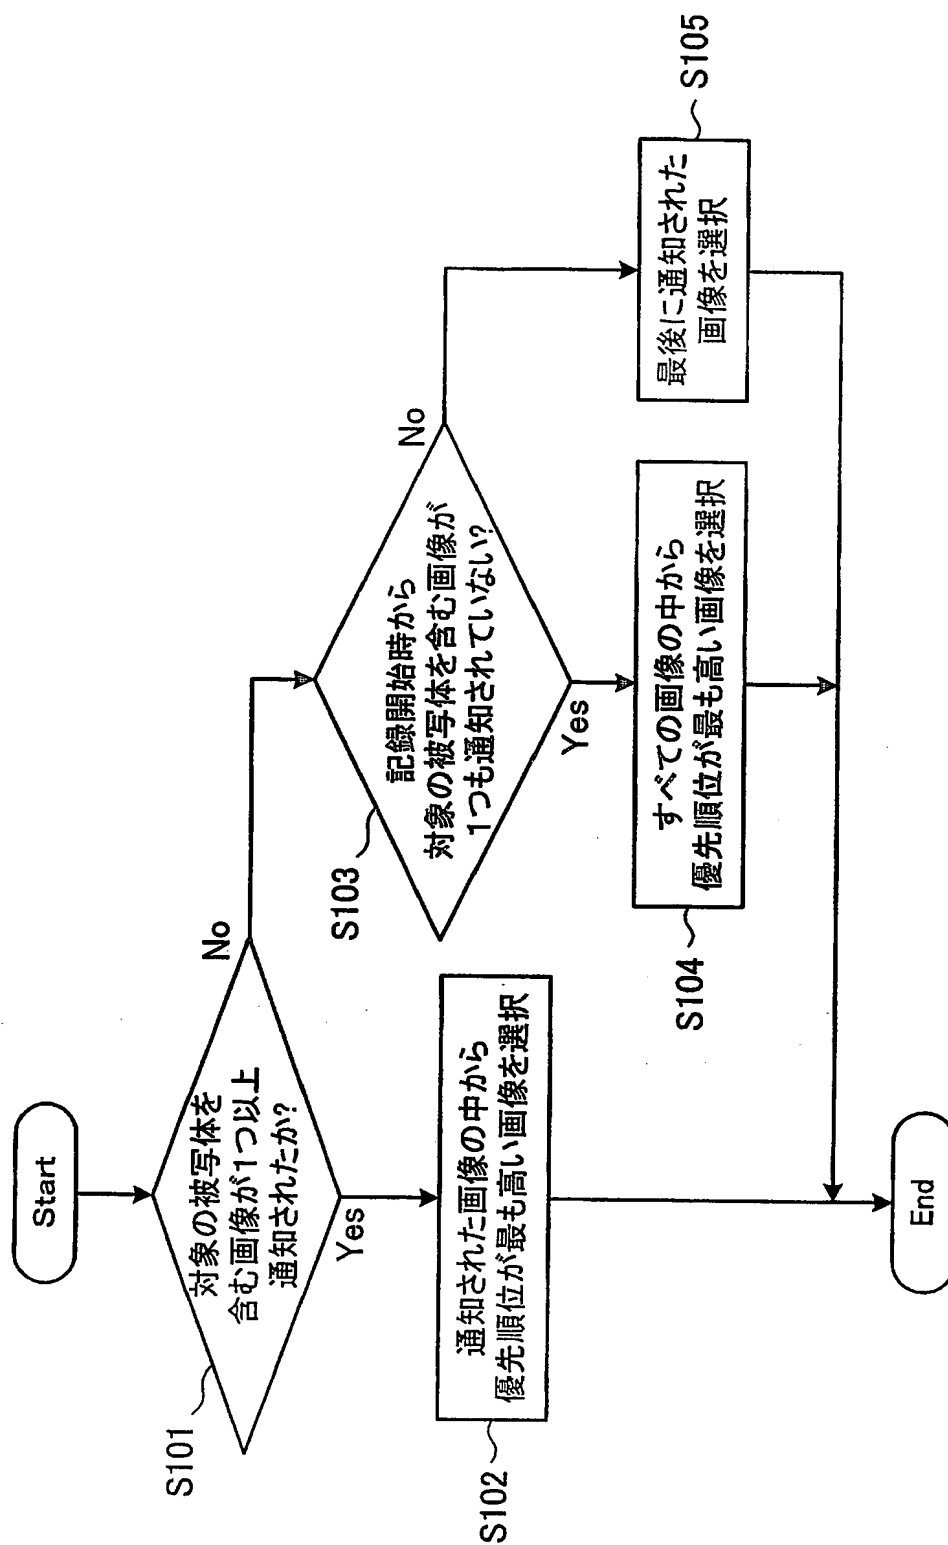 Start
対象の被写体を
含む画像が1つ以上
通知されたか?
S101
Yes
No
通知された画像の中から
優先順位が最も高い画像を選択
S102
記録開始時から
対象の被写体を含む画像が
1つも通知されていない?
S103
Yes
No
すべての画像の中から
優先順位が最も高い画像を選択
S104
最後に通知された
画像を選択
S105
End